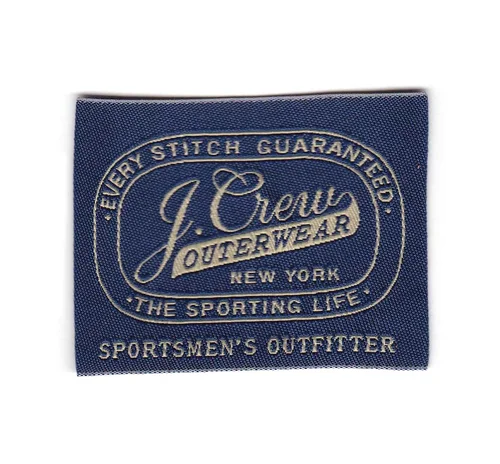 · EVERY STITCH GUARANTEED ·
J. Crew
OUTERWEAR
NEW YORK
· THE SPORTING LIFE ·
SPORTSMEN'S OUTFITTER